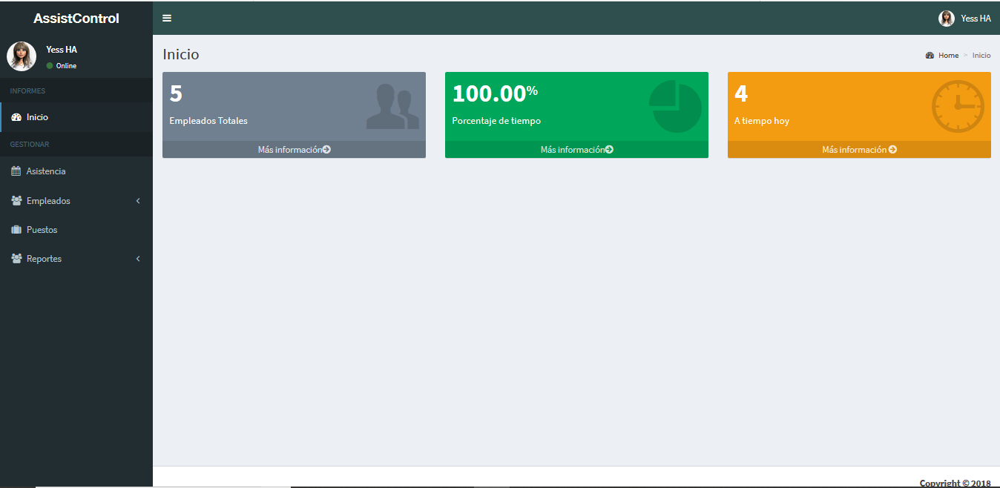 AssistControl
Yess HA
Yess HA
Online
INFORMES
Inicio
GESTIONAR
Asistencia
Empleados
Puestos
Reportes
Inicio
Home > Inicio
5
Empleados Totales
Más información
100.00%
Porcentaje de tiempo
Más información
4
A tiempo hoy
Más información
Copyright © 2018